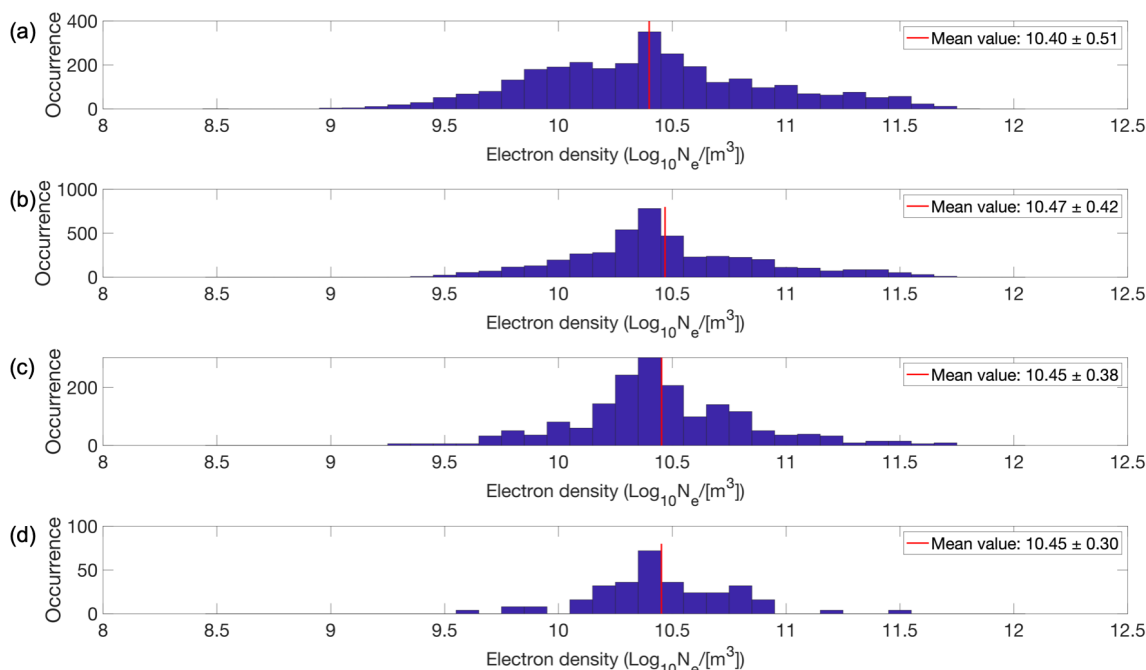 (a)
Occurrence
400
200
0
Mean value: 10.40 ± 0.51
8 8.5 9 9.5 10 10.5 11 11.5 12 12.5
Electron density (Log₁₀Nₑ/[m³])
(b)
Occurrence
1000
500
0
Mean value: 10.47 ± 0.42
8 8.5 9 9.5 10 10.5 11 11.5 12 12.5
Electron density (Log₁₀Nₑ/[m³])
(c)
Occurrence
200
0
Mean value: 10.45 ± 0.38
8 8.5 9 9.5 10 10.5 11 11.5 12 12.5
Electron density (Log₁₀Nₑ/[m³])
(d)
Occurrence
100
50
0
Mean value: 10.45 ± 0.30
8 8.5 9 9.5 10 10.5 11 11.5 12 12.5
Electron density (Log₁₀Nₑ/[m³])